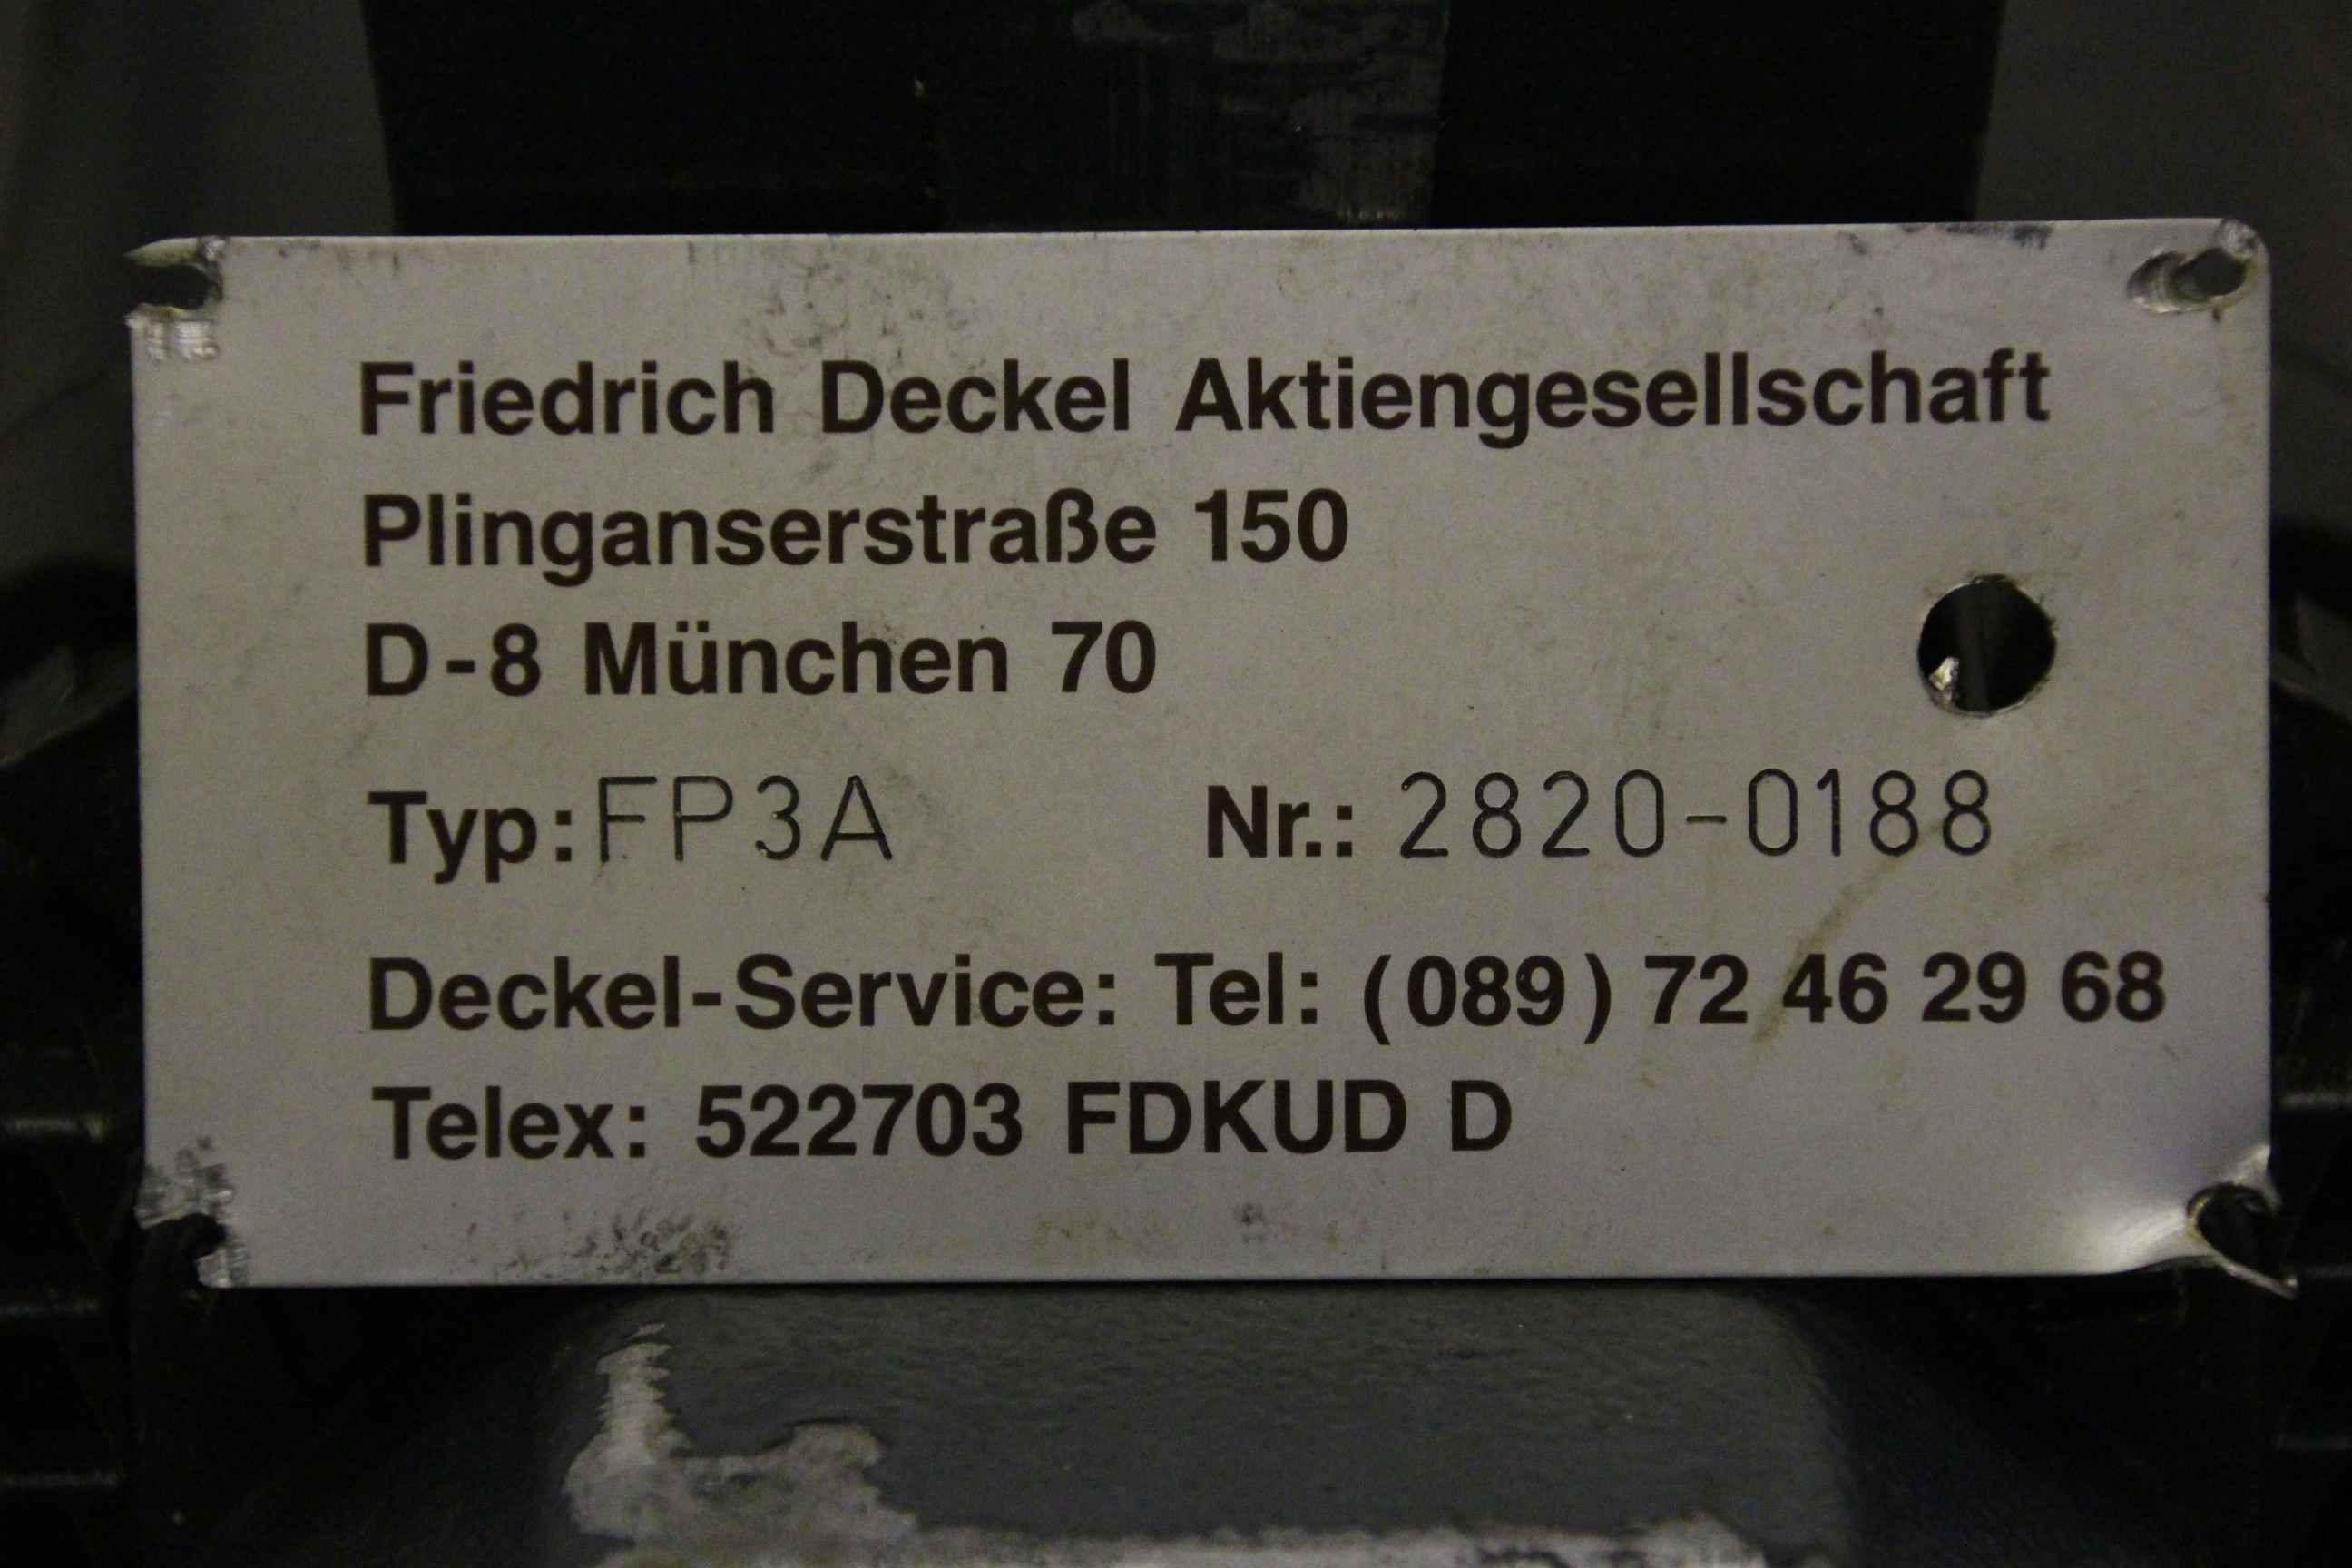 Friedrich Deckel Aktiengesellschaft
Plinganserstraße 150
D-8 München 70
Typ: FP3A Nr.: 2820-0188
Deckel-Service: Tel: (089) 72 46 29 68
Telex: 522703 FDKUD D